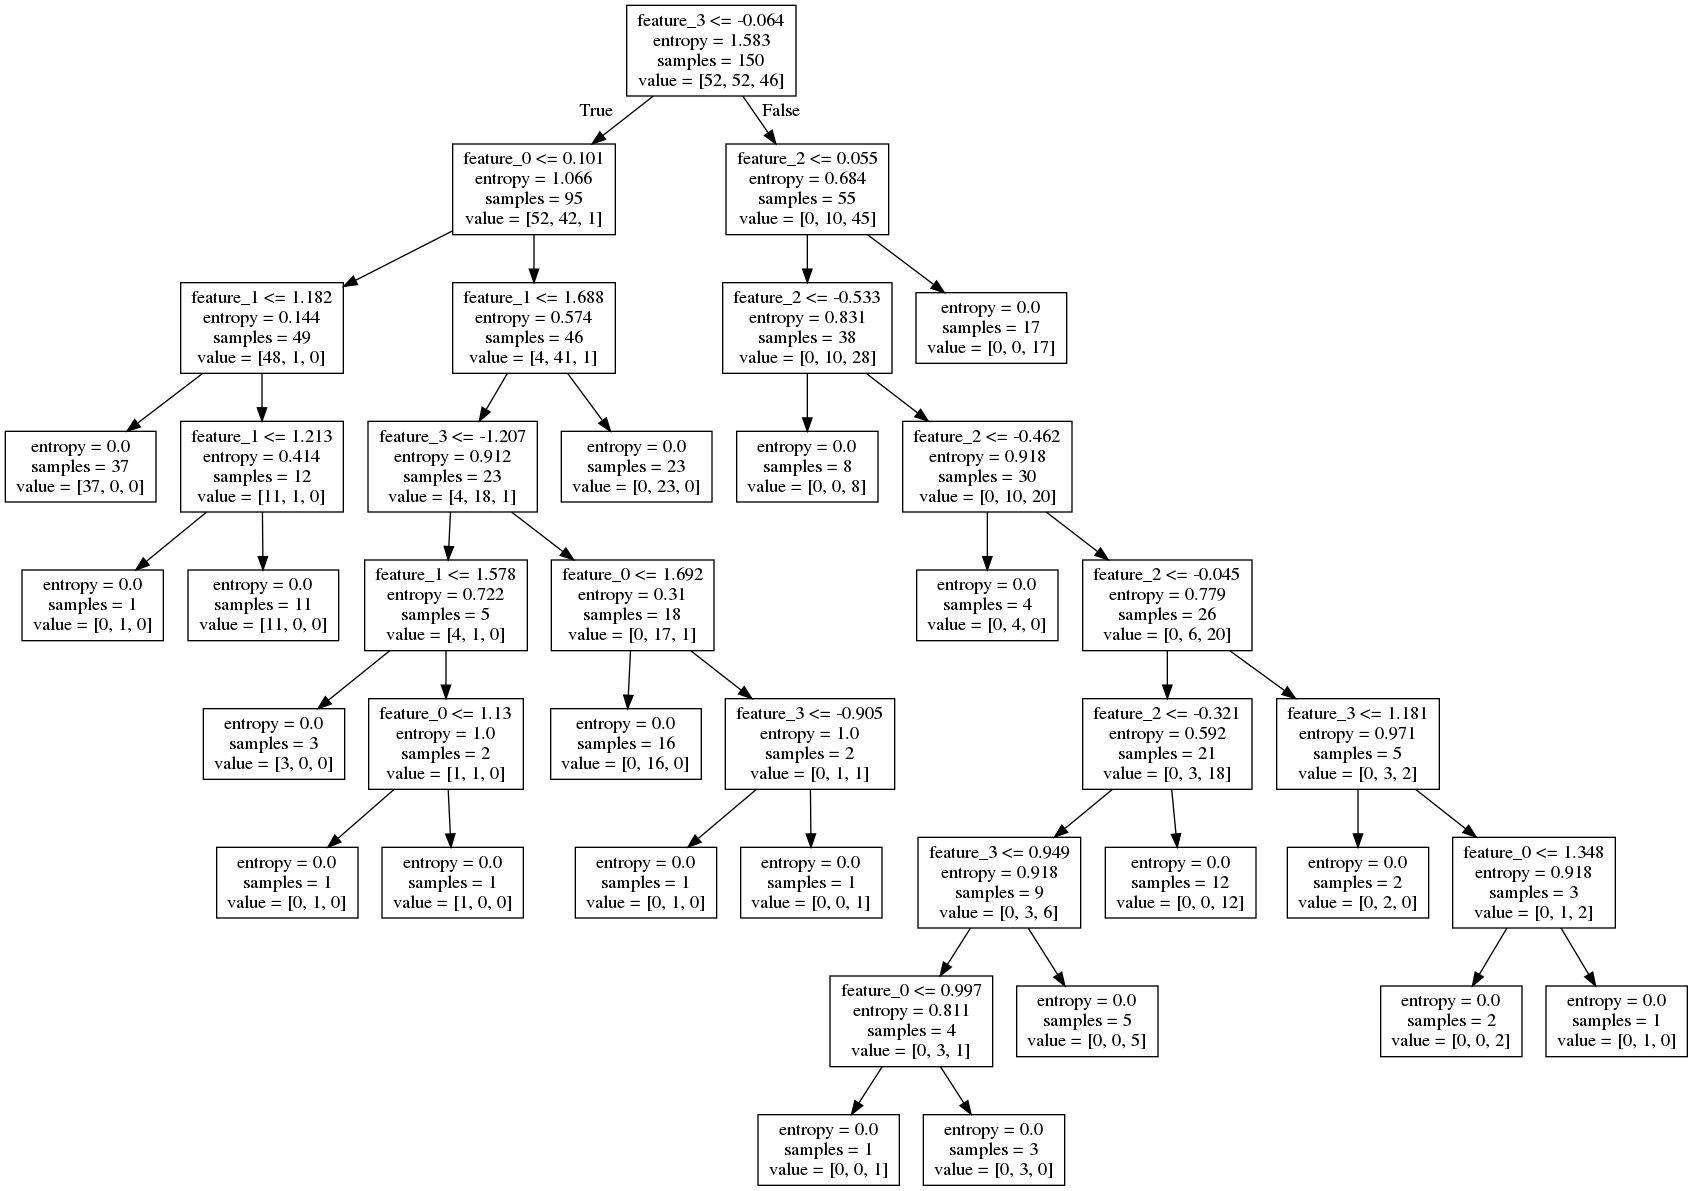 feature_3 <= -0.064
entropy = 1.583
samples = 150
value = [52, 52, 46]
True
False
feature_0 <= 0.101
entropy = 1.066
samples = 95
value = [52, 42, 1]
feature_2 <= 0.055
entropy = 0.684
samples = 55
value = [0, 10, 45]
feature_1 <= 1.182
entropy = 0.144
samples = 49
value = [48, 1, 0]
feature_1 <= 1.688
entropy = 0.574
samples = 46
value = [4, 41, 1]
feature_2 <= -0.533
entropy = 0.831
samples = 38
value = [0, 10, 28]
entropy = 0.0
samples = 17
value = [0, 0, 17]
entropy = 0.0
samples = 37
value = [37, 0, 0]
feature_1 <= 1.213
entropy = 0.414
samples = 12
value = [11, 1, 0]
feature_3 <= -1.207
entropy = 0.912
samples = 23
value = [4, 18, 1]
entropy = 0.0
samples = 23
value = [0, 23, 0]
entropy = 0.0
samples = 8
value = [0, 0, 8]
feature_2 <= -0.462
entropy = 0.918
samples = 30
value = [0, 10, 20]
entropy = 0.0
samples = 1
value = [0, 1, 0]
entropy = 0.0
samples = 11
value = [11, 0, 0]
feature_1 <= 1.578
entropy = 0.722
samples = 5
value = [4, 1, 0]
feature_0 <= 1.692
entropy = 0.31
samples = 18
value = [0, 17, 1]
entropy = 0.0
samples = 4
value = [0, 4, 0]
feature_2 <= -0.045
entropy = 0.779
samples = 26
value = [0, 6, 20]
entropy = 0.0
samples = 3
value = [3, 0, 0]
feature_0 <= 1.13
entropy = 1.0
samples = 2
value = [1, 1, 0]
entropy = 0.0
samples = 16
value = [0, 16, 0]
feature_3 <= -0.905
entropy = 1.0
samples = 2
value = [0, 1, 1]
feature_2 <= -0.321
entropy = 0.592
samples = 21
value = [0, 3, 18]
feature_3 <= 1.181
entropy = 0.971
samples = 5
value = [0, 3, 2]
entropy = 0.0
samples = 1
value = [0, 1, 0]
entropy = 0.0
samples = 1
value = [1, 0, 0]
entropy = 0.0
samples = 1
value = [0, 1, 0]
entropy = 0.0
samples = 1
value = [0, 0, 1]
feature_3 <= 0.949
entropy = 0.918
samples = 9
value = [0, 3, 6]
entropy = 0.0
samples = 12
value = [0, 0, 12]
entropy = 0.0
samples = 2
value = [0, 2, 0]
feature_0 <= 1.348
entropy = 0.918
samples = 3
value = [0, 1, 2]
feature_0 <= 0.997
entropy = 0.811
samples = 4
value = [0, 3, 1]
entropy = 0.0
samples = 5
value = [0, 0, 5]
entropy = 0.0
samples = 2
value = [0, 0, 2]
entropy = 0.0
samples = 1
value = [0, 1, 0]
entropy = 0.0
samples = 1
value = [0, 0, 1]
entropy = 0.0
samples = 3
value = [0, 3, 0]